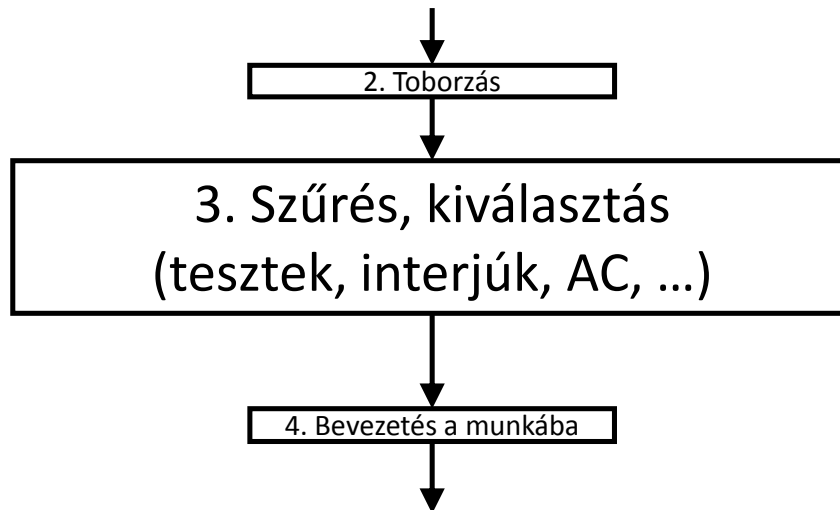 2. Toborzás
3. Szűrés, kiválasztás
(tesztek, interjúk, AC, …)
4. Bevezetés a munkába